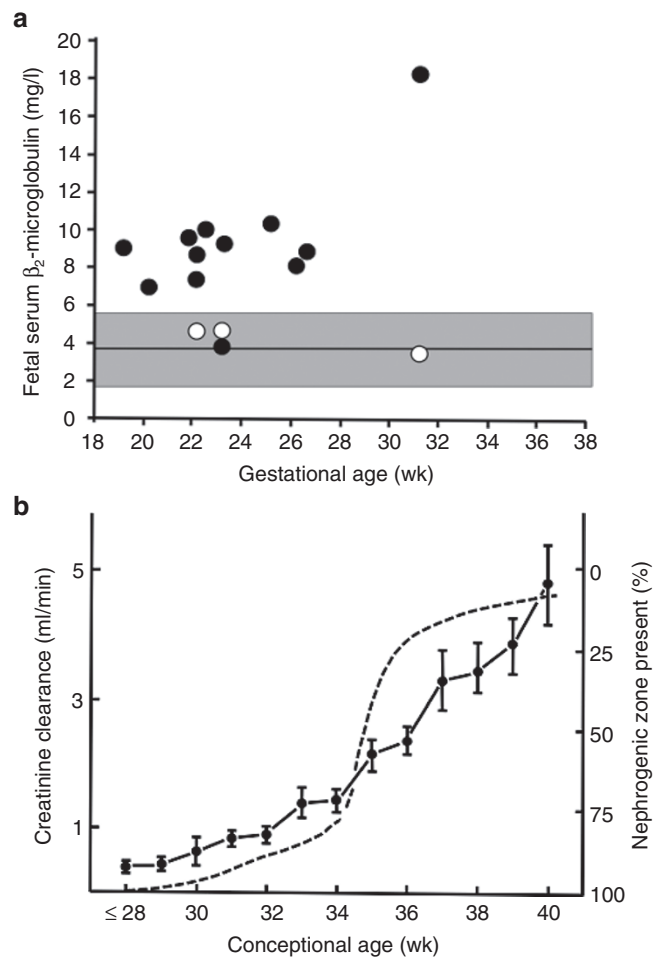 a
20
18
16
14
12
10
8
6
4
2
0
18 20 22 24 26 28 30 32 34 36 38
Fetal serum β₂-microglobulin (mg/l)
Gestational age (wk)
b
5
3
1
Creatinine clearance (ml/min)
0
25
50
75
100
Nephrogenic zone present (%)
≤ 28 30 32 34 36 38 40
Conceptional age (wk)